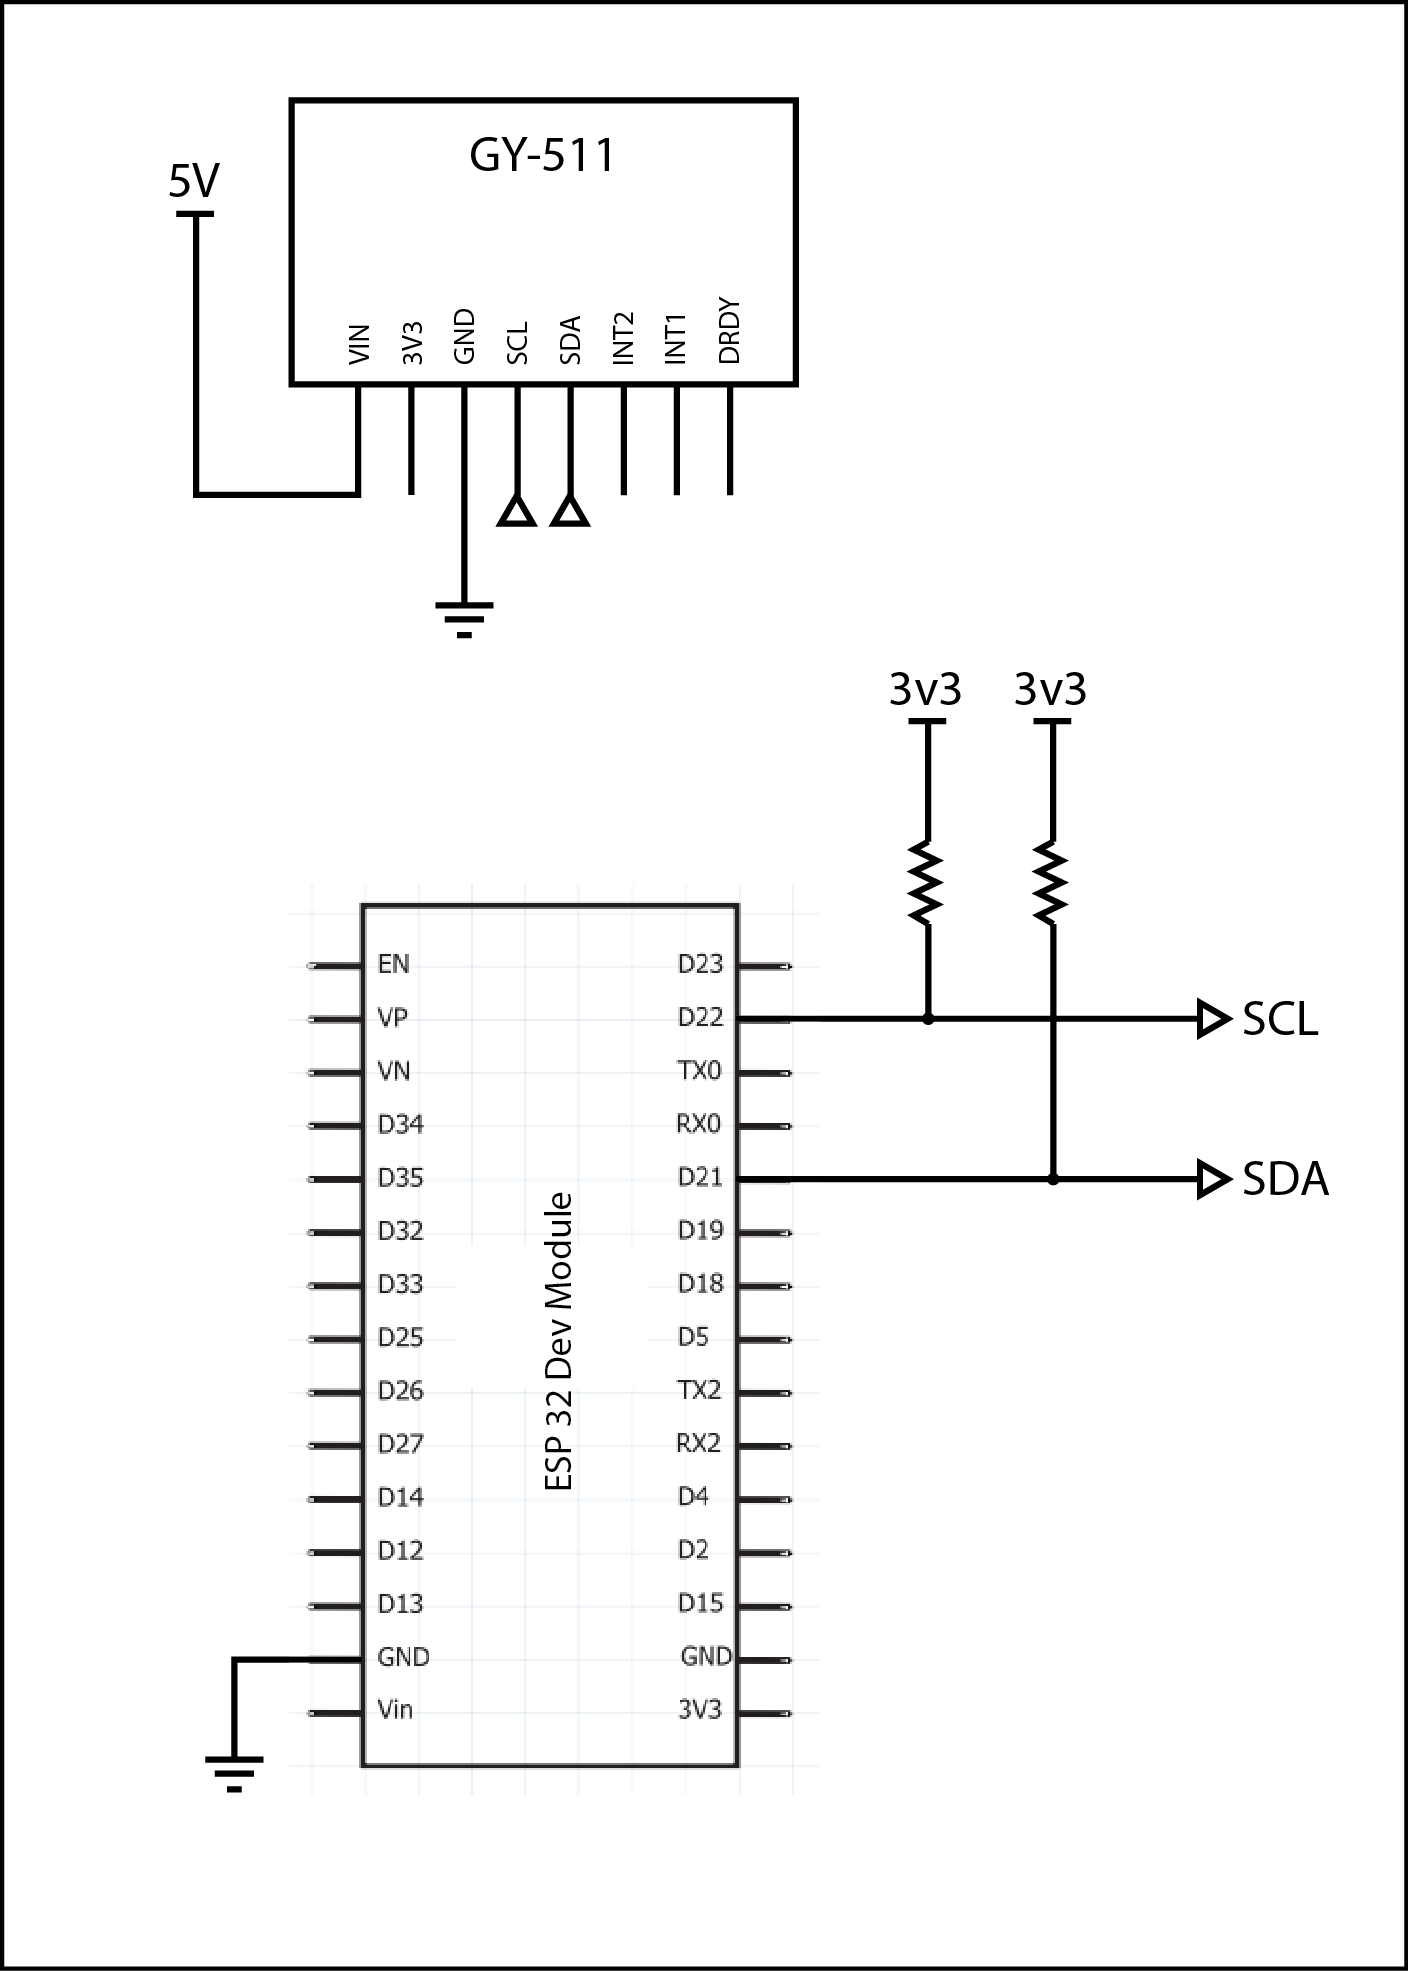 GY-511
5V
VIN
3V3
GND
SCL
SDA
INT2
INT1
DRDY
3v3 3v3
EN D23
VP D22 SCL
VN TX0
D34 RX0
D35 D21 SDA
D32 D19
D33 D18
D25 D5
D26 TX2
D27 RX2
D14 D4
D12 D2
D13 D15
GND GND
Vin 3V3
ESP 32 Dev Module